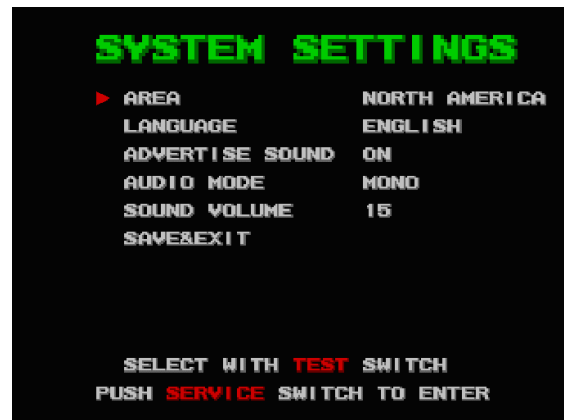 SYSTEM SETTINGS
▶ AREA NORTH AMERICA
LANGUAGE ENGLISH
ADVERTISE SOUND ON
AUDIO MODE MONO
SOUND VOLUME 15
SAVE&EXIT
SELECT WITH TEST SWITCH
PUSH SERVICE SWITCH TO ENTER